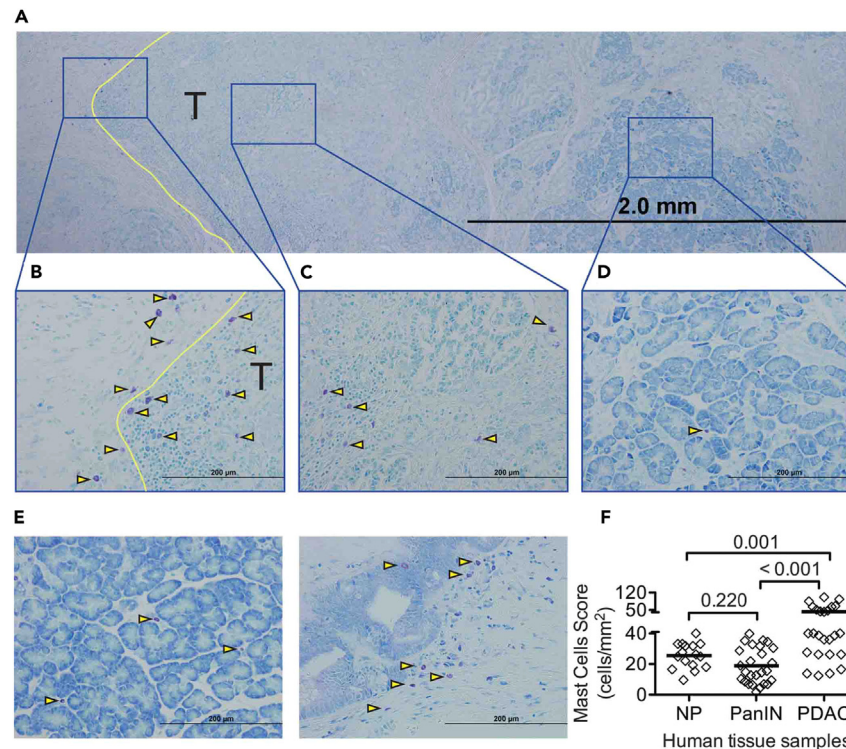 A
T
2.0 mm
B
C
D
T
200 µm
200 µm
200 µm
E
F
200 µm
200 µm
0.001
< 0.001
0.220
120
50
40
20
0
Mast Cells Score
(cells/mm²)
NP PanIN PDAC
Human tissue samples